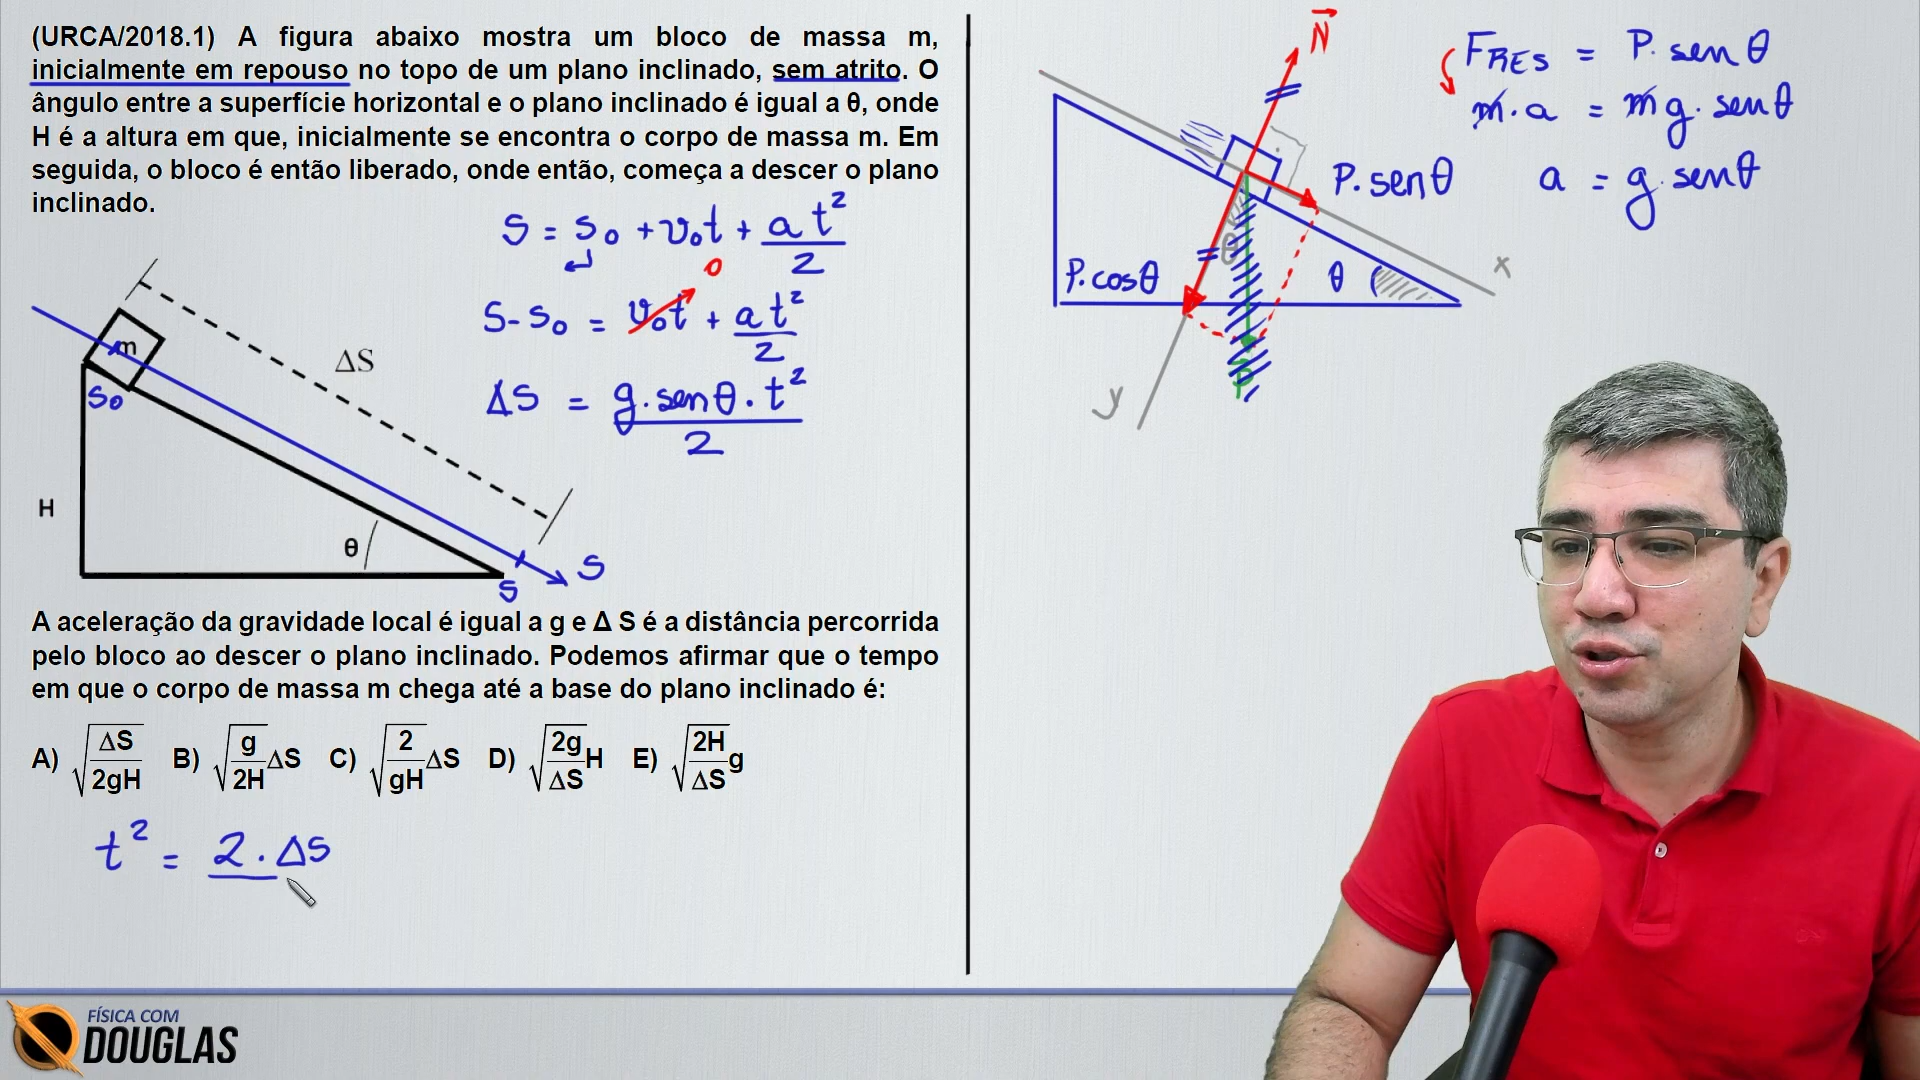 (URCA/2018.1) A figura abaixo mostra um bloco de massa m,
inicialmente em repouso no topo de um plano inclinado, sem atrito. O
ângulo entre a superfície horizontal e o plano inclinado é igual a θ, onde
H é a altura em que, inicialmente se encontra o corpo de massa m. Em
seguida, o bloco é então liberado, onde então, começa a descer o plano
inclinado.
S = S₀ + v₀t + at²/2
0
S-S₀ = v₀t + at²/2
ΔS = g.senθ.t²/2
ΔS
m
S₀
H
θ
S
S
A aceleração da gravidade local é igual a g e Δ S é a distância percorrida
pelo bloco ao descer o plano inclinado. Podemos afirmar que o tempo
em que o corpo de massa m chega até a base do plano inclinado é:
A) √(ΔS/2gH) B) √(g/2H)ΔS C) √(2/gH)ΔS D) √(2g/ΔS)H E) √(2H/ΔS)g
t² = 2.ΔS
N
P.senθ
θ
P.cosθ
θ
x
P
y
FRES = P.senθ
m.a = mg.senθ
a = g.senθ
FÍSICA COM
DOUGLAS